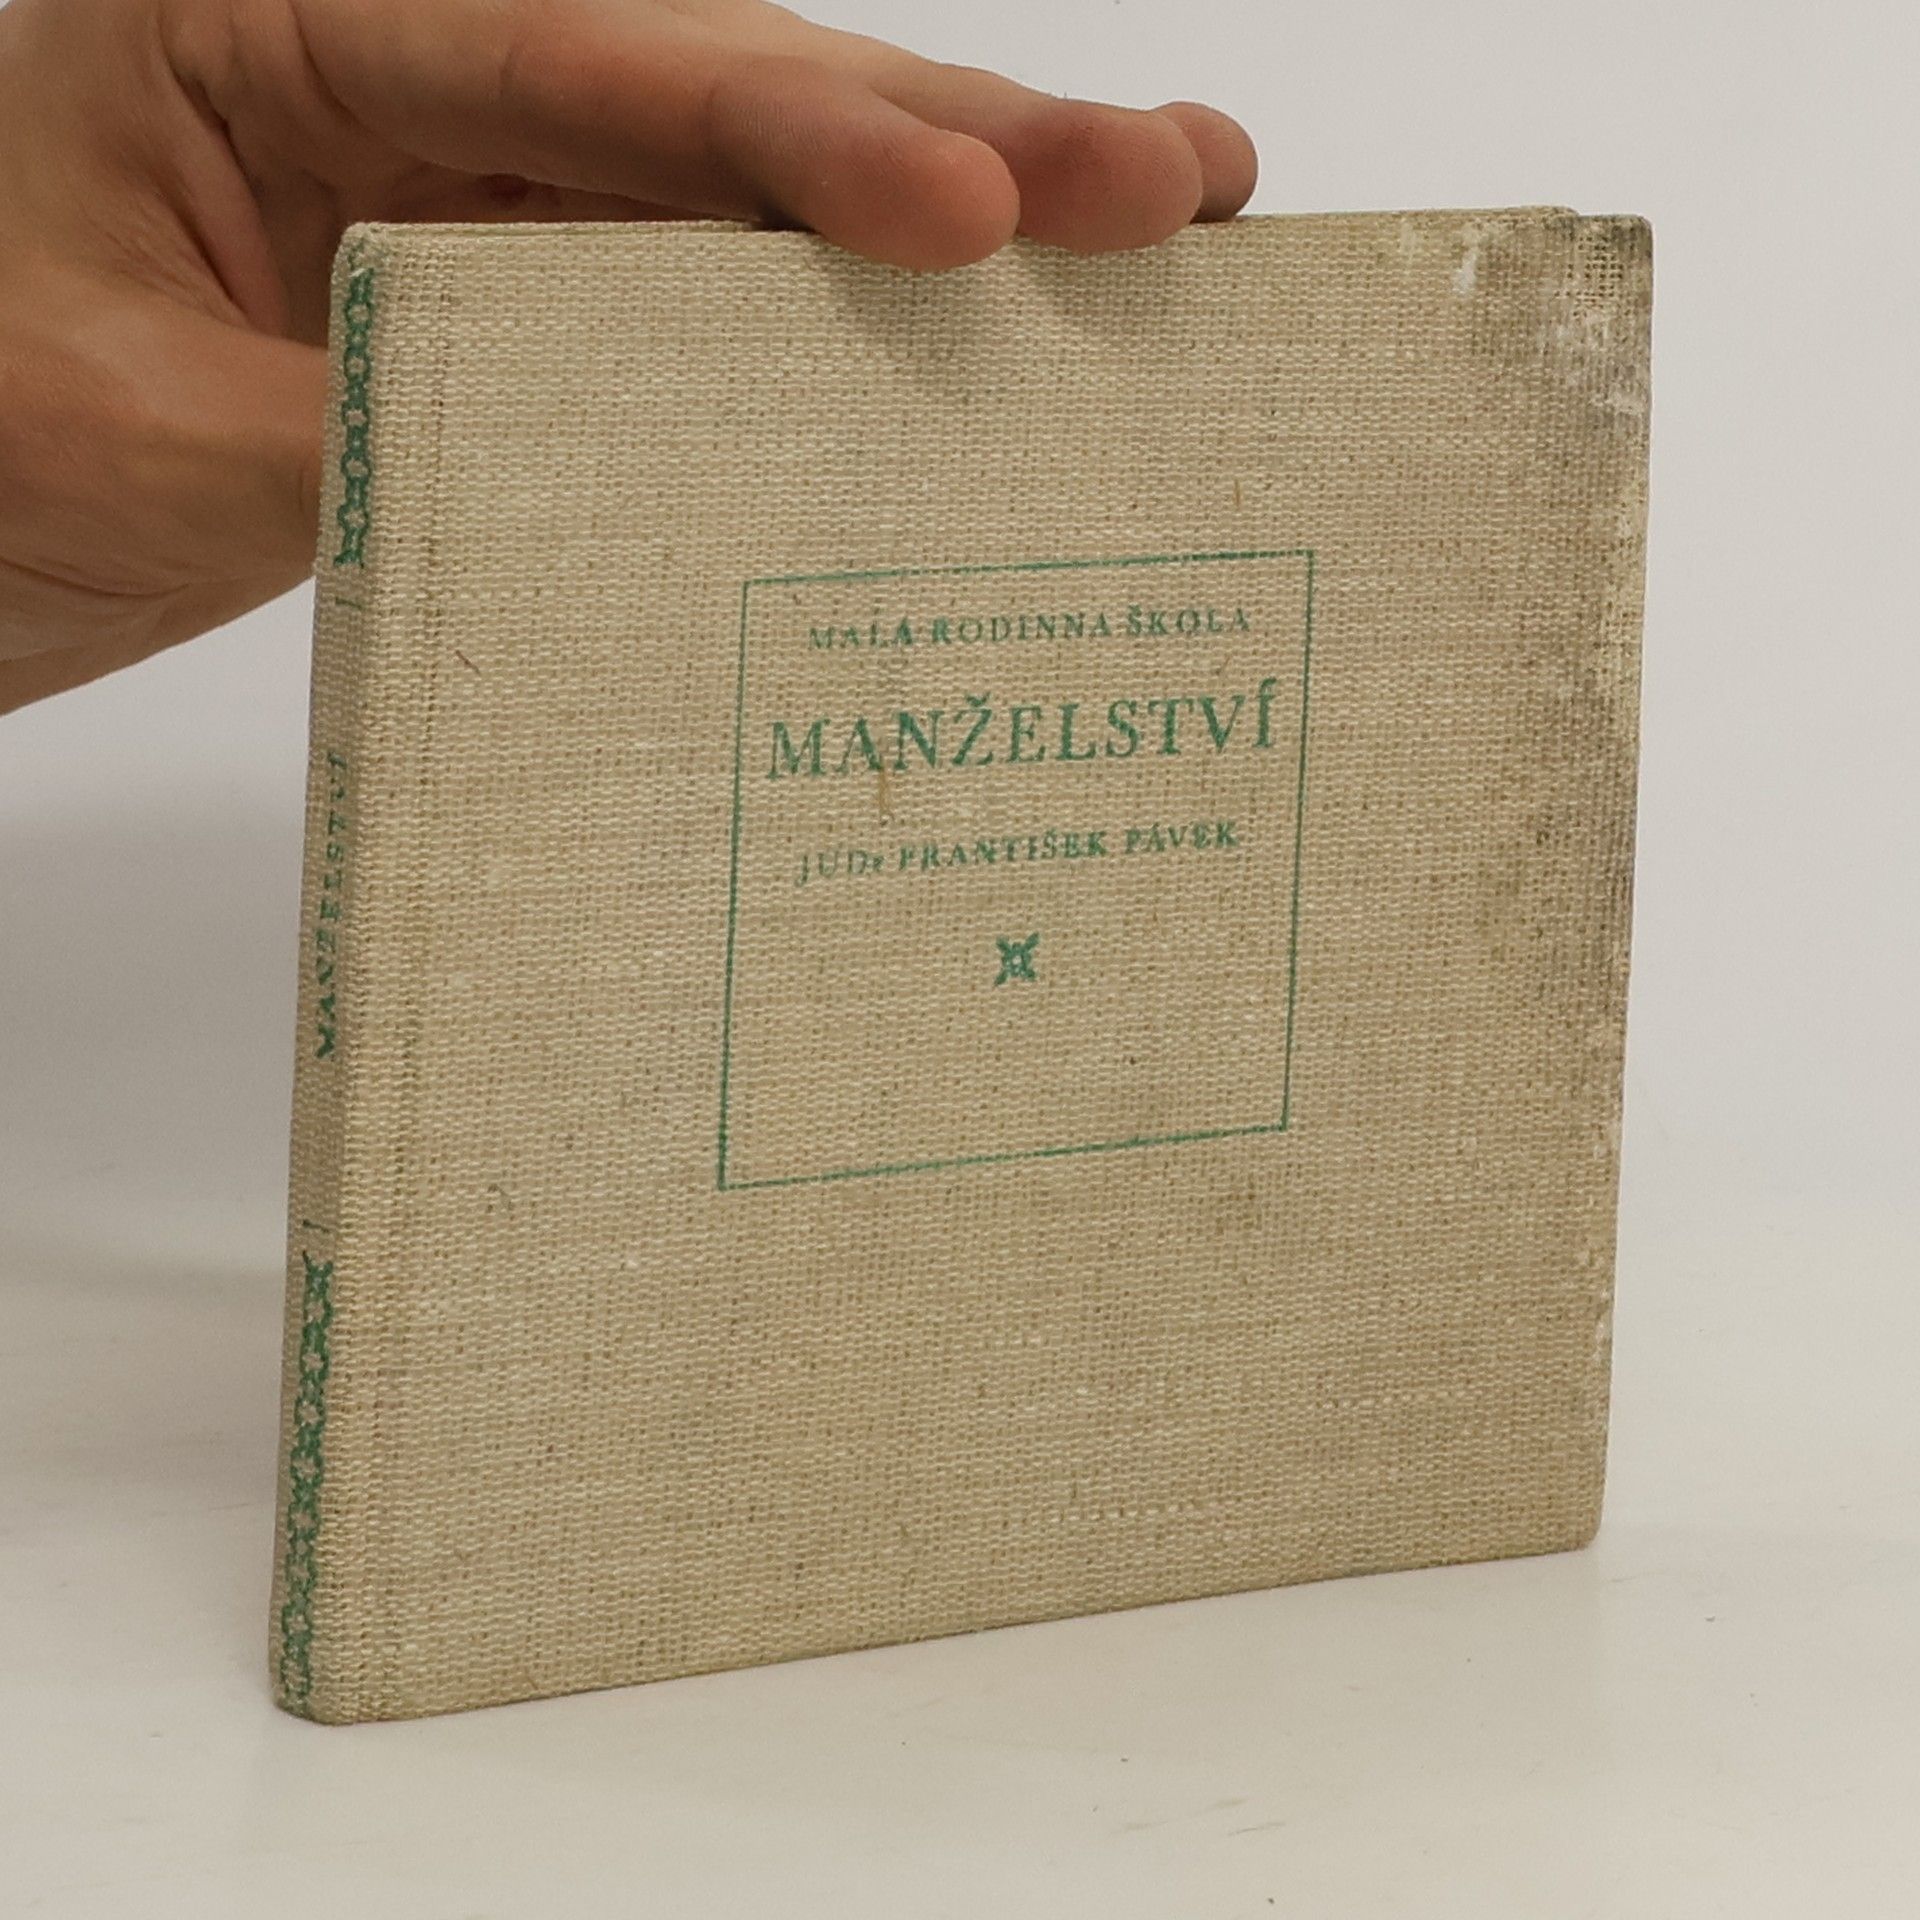 MALÁ RODINNÁ ŠKOLA
MANŽELSTVÍ
JUDr FRANTIŠEK PÁVEK
MANŽELSTVÍ